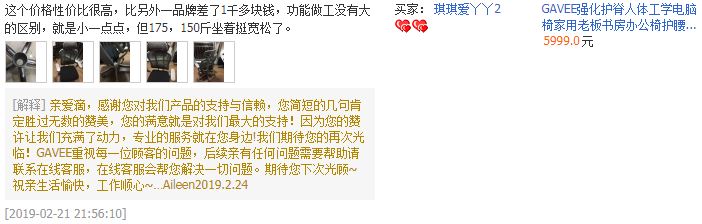 这个价格性价比很高，比另外一品牌差了1千多块钱，功能做工没有大
的区别，就是小一点点，但175，150斤坐着挺宽松了。
[解释] 亲爱滴，感谢您对我们产品的支持与信赖，您简短的几句肯
定胜过无数的赞美，您的满意就是对我们最大的支持！因为您的赞
许让我们充满了动力，专业的服务就在您身边!我们期待您的再次光
临！GAVEE重视每一位顾客的问题，后续亲有任何问题需要帮助请
联系在线客服，在线客服会帮您解决一切问题。期待您下次光顾~
祝亲生活愉快，工作顺心~...Aileen2019.2.24
[2019-02-21 21:56:10]
买家： 琪琪爱丫丫2
GAVEE强化护脊人体工学电脑
椅家用老板书房办公椅护腰...
5999.0元